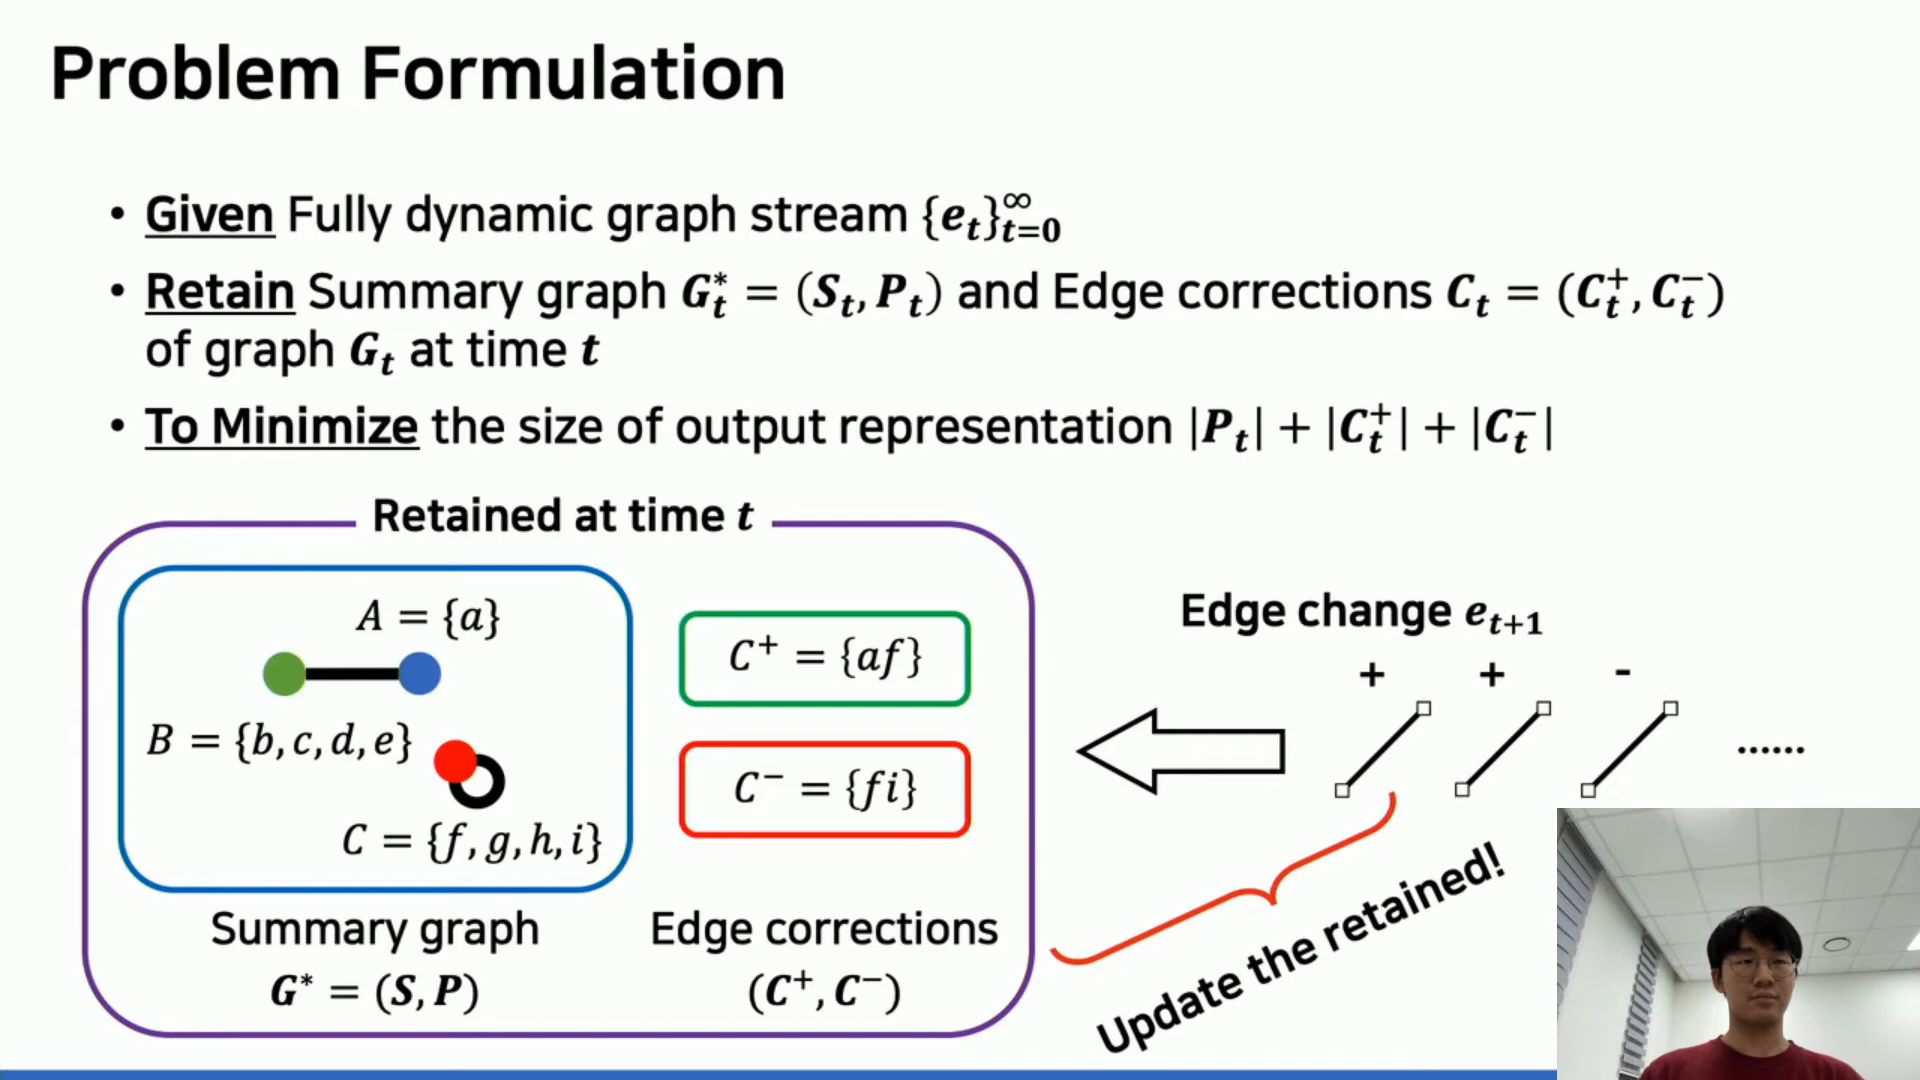 Problem Formulation
• Given Fully dynamic graph stream {e_t}_{t=0}^∞
• Retain Summary graph G_t^* = (S_t, P_t) and Edge corrections C_t = (C_t^+, C_t^-)
of graph G_t at time t
• To Minimize the size of output representation |P_t| + |C_t^+| + |C_t^-|
Retained at time t
A = {a}
B = {b, c, d, e}
C = {f, g, h, i}
Summary graph
G* = (S, P)
C⁺ = {af}
C⁻ = {fi}
Edge corrections
(C⁺, C⁻)
Edge change e_{t+1}
+ + -
......
Update the retained!